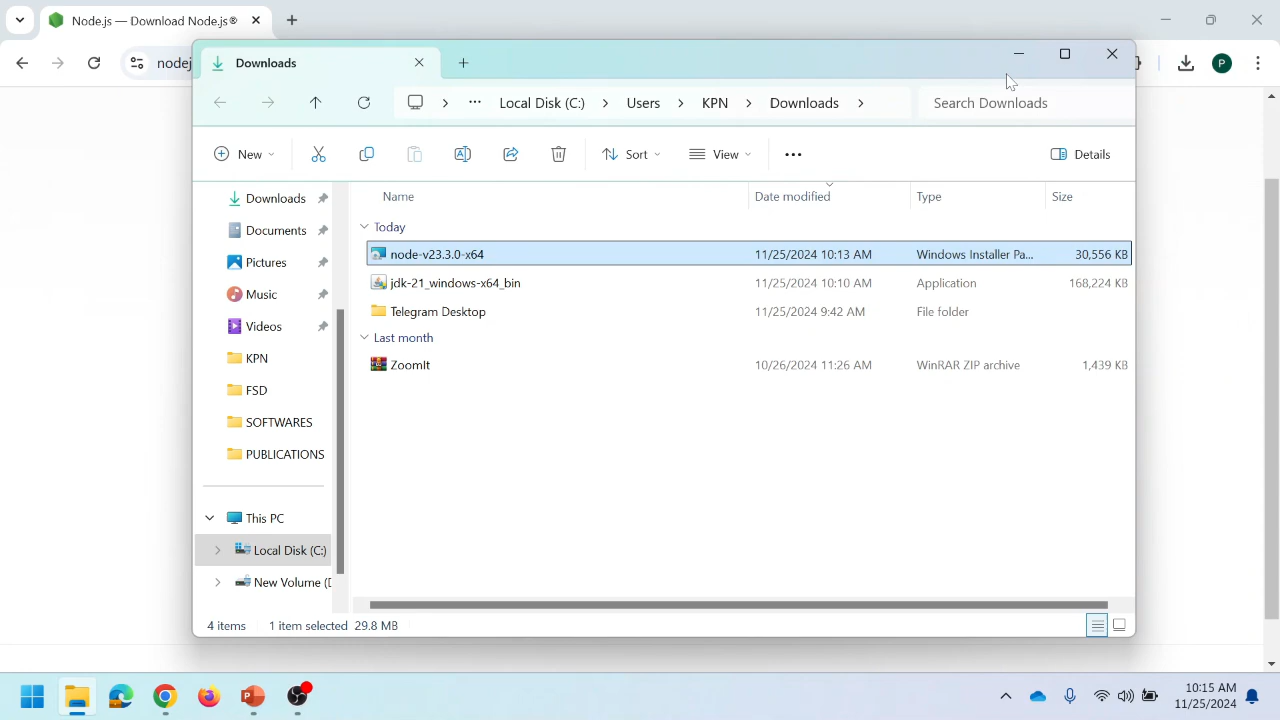 Node.js — Download Node.js®
nodej
P
Downloads
Local Disk (C:)
Users
KPN
Downloads
Search Downloads
New
Sort
View
Details
Downloads
Documents
Pictures
Music
Videos
KPN
FSD
SOFTWARES
PUBLICATIONS
This PC
Local Disk (C:)
New Volume (D
Name
Date modified
Type
Size
Today
node-v23.3.0-x64 11/25/2024 10:13 AM Windows Installer Pa... 30,556 KB
jdk-21_windows-x64_bin 11/25/2024 10:10 AM Application 168,224 KB
Telegram Desktop 11/25/2024 9:42 AM File folder
Last month
ZoomIt 10/26/2024 11:26 AM WinRAR ZIP archive 1,439 KB
4 items 1 item selected 29.8 MB
10:15 AM
11/25/2024